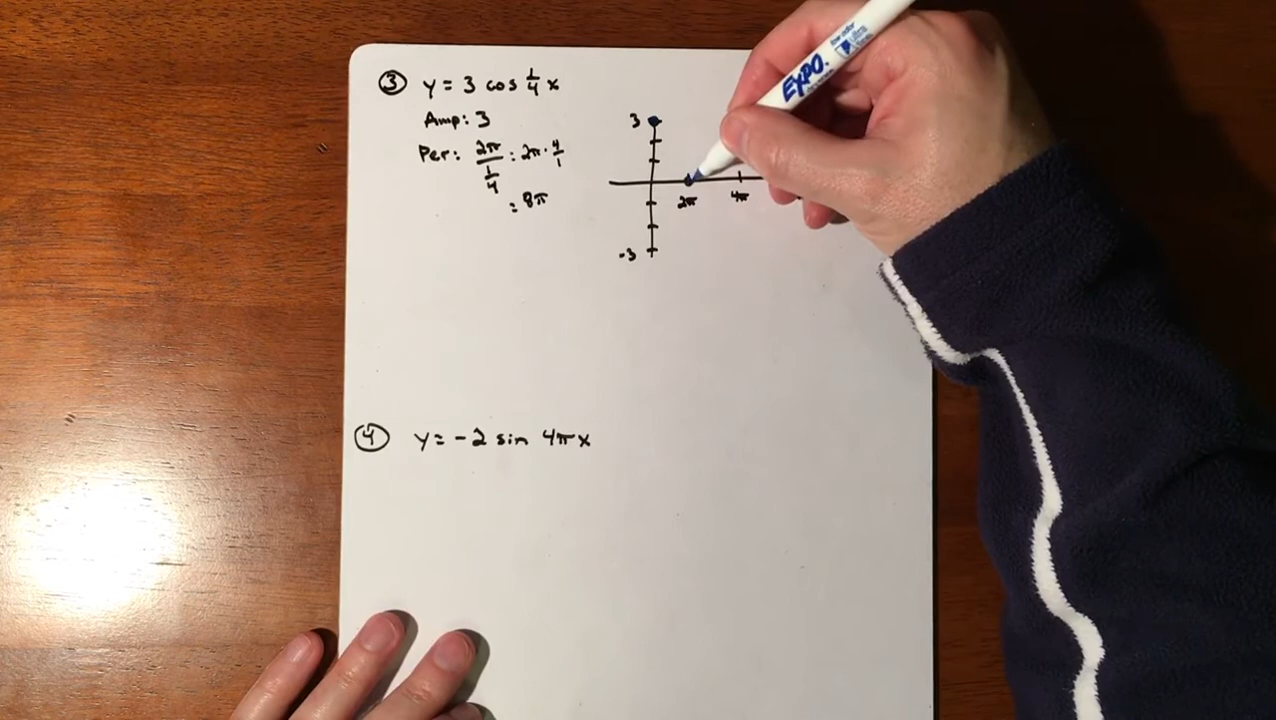 ③ y = 3 cos 1/4 x
Amp: 3
Per: 2π/(1/4) = 2π · 4/1
= 8π
3
2π 4π
-3
④ y = -2 sin 4πx
EXPO